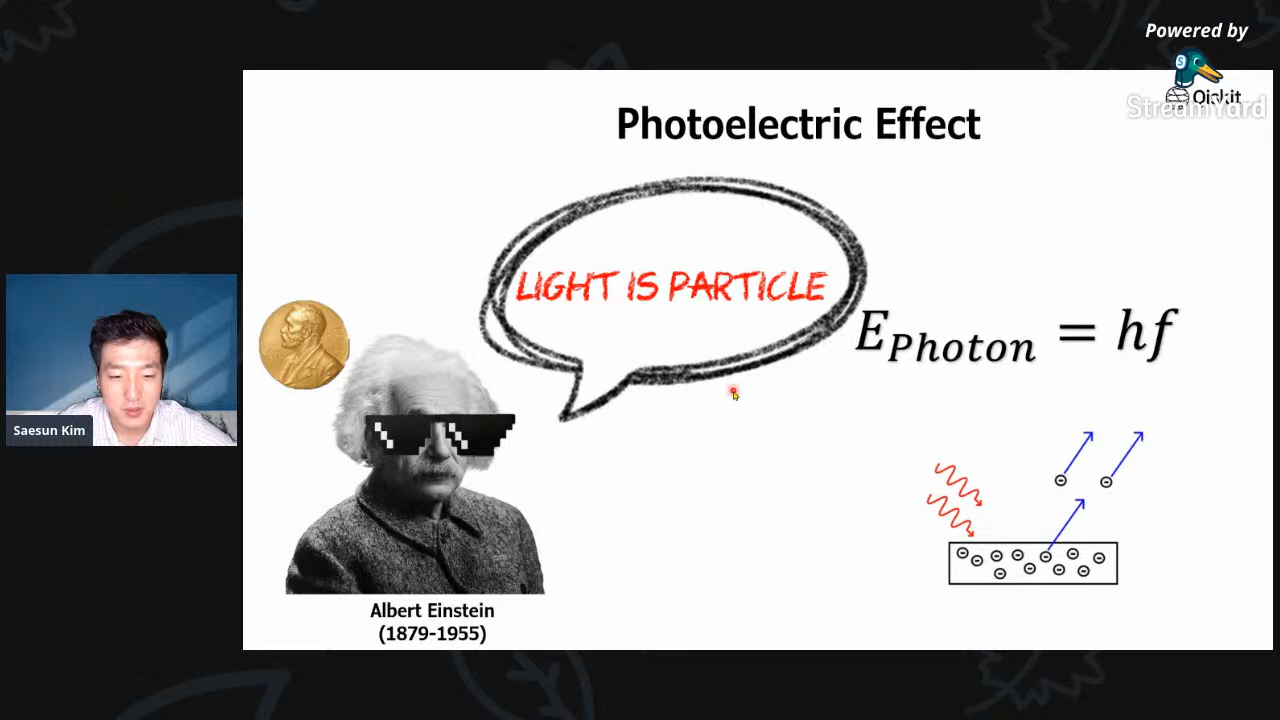 Powered by
Qiskit
StreamYard
Photoelectric Effect
LIGHT IS PARTICLE
E_Photon = hf
Saesun Kim
Albert Einstein
(1879-1955)